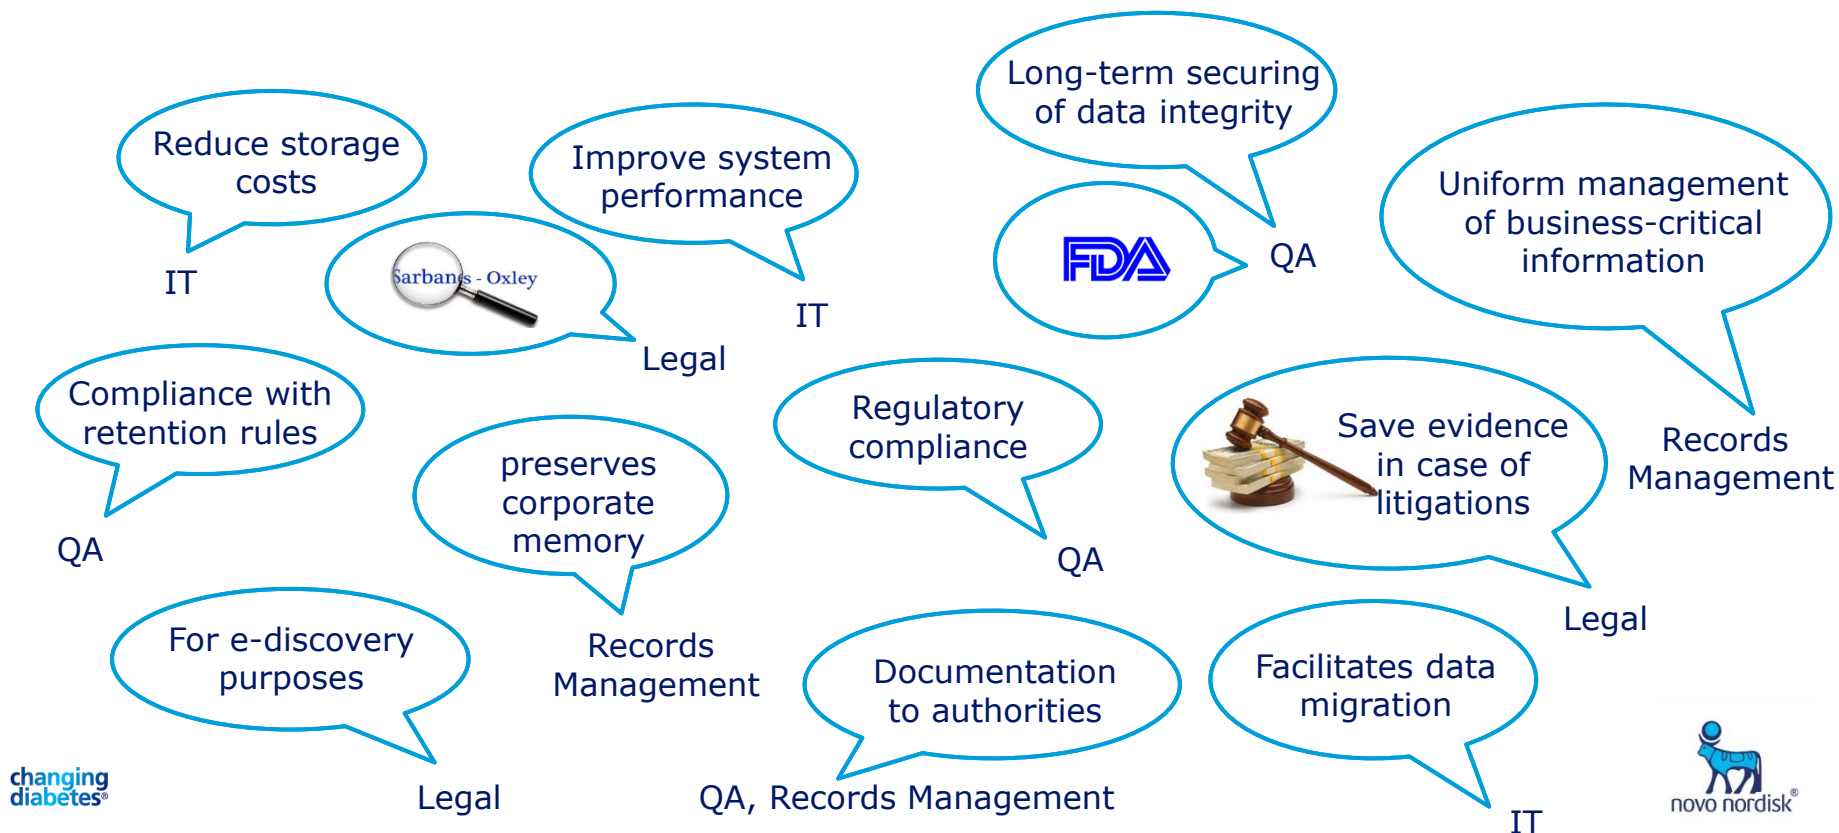 Long-term securing
of data integrity
Reduce storage
costs
Improve system
performance
Uniform management
of business-critical
information
FDA
QA
IT
Sarbanes - Oxley
IT
Legal
Compliance with
retention rules
Regulatory
compliance
Save evidence
in case of
litigations
Records
Management
preserves
corporate
memory
QA
QA
Legal
For e-discovery
purposes
Records
Management
Documentation
to authorities
Facilitates data
migration
changing
diabetes®
Legal
QA, Records Management
IT
novo nordisk®